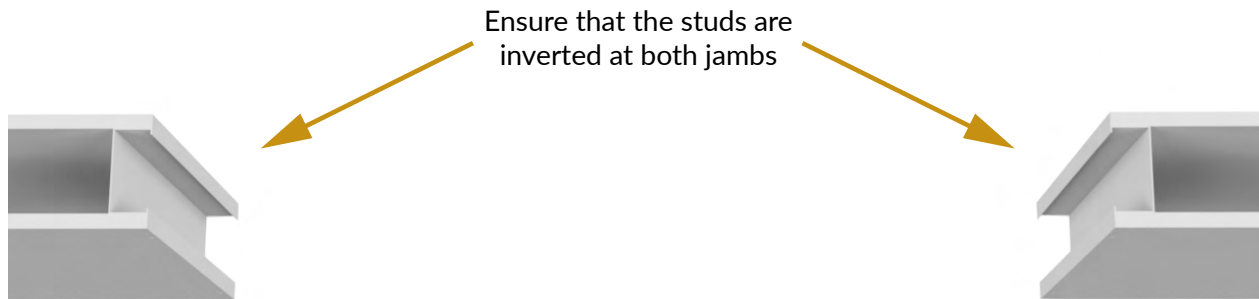 Ensure that the studs are
inverted at both jambs